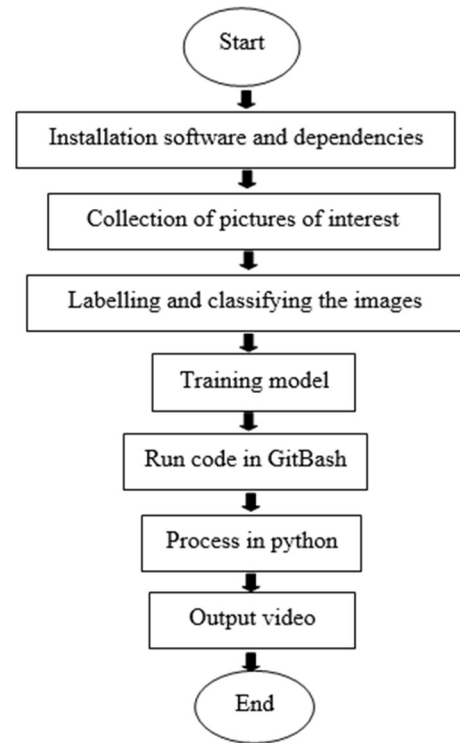 Start
Installation software and dependencies
Collection of pictures of interest
Labelling and classifying the images
Training model
Run code in GitBash
Process in python
Output video
End